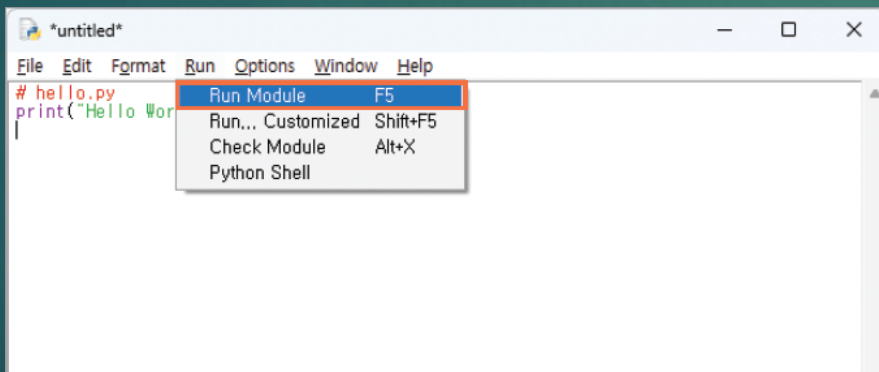 *untitled*
File Edit Format Run Options Window Help
# hello.py
print("Hello Wor
Run Module F5
Run... Customized Shift+F5
Check Module Alt+X
Python Shell